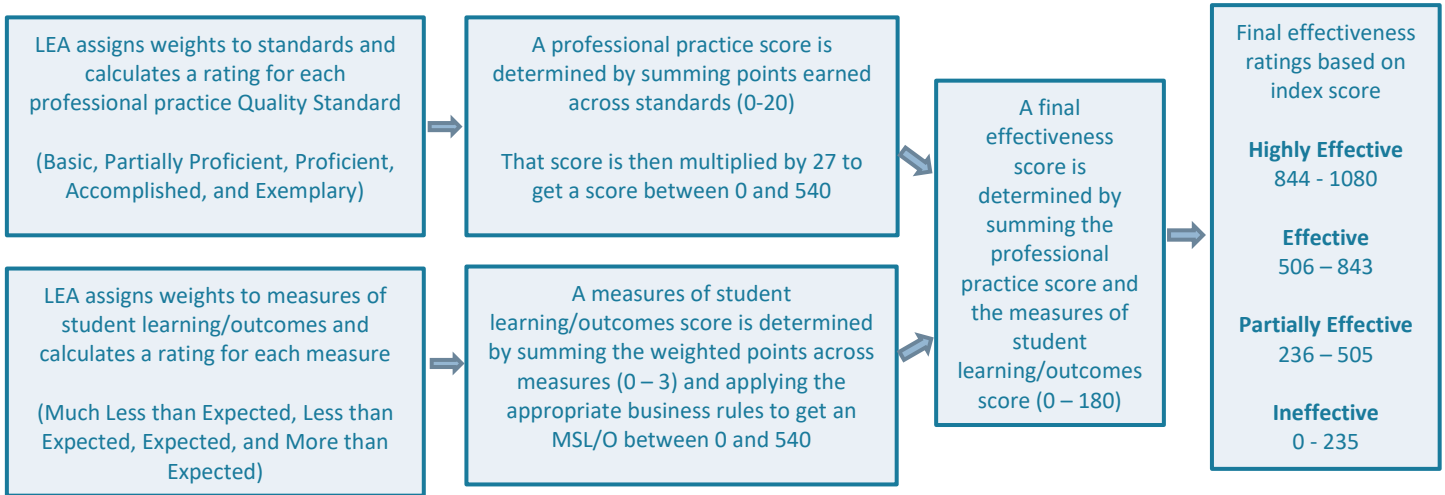 LEA assigns weights to standards and
calculates a rating for each
professional practice Quality Standard
(Basic, Partially Proficient, Proficient,
Accomplished, and Exemplary)
A professional practice score is
determined by summing points earned
across standards (0-20)
That score is then multiplied by 27 to
get a score between 0 and 540
LEA assigns weights to measures of
student learning/outcomes and
calculates a rating for each measure
(Much Less than Expected, Less than
Expected, Expected, and More than
Expected)
A measures of student
learning/outcomes score is determined
by summing the weighted points across
measures (0 – 3) and applying the
appropriate business rules to get an
MSL/O between 0 and 540
A final
effectiveness
score is
determined by
summing the
professional
practice score and
the measures of
student
learning/outcomes
score (0 – 180)
Final effectiveness
ratings based on
index score
Highly Effective
844 - 1080
Effective
506 – 843
Partially Effective
236 – 505
Ineffective
0 - 235